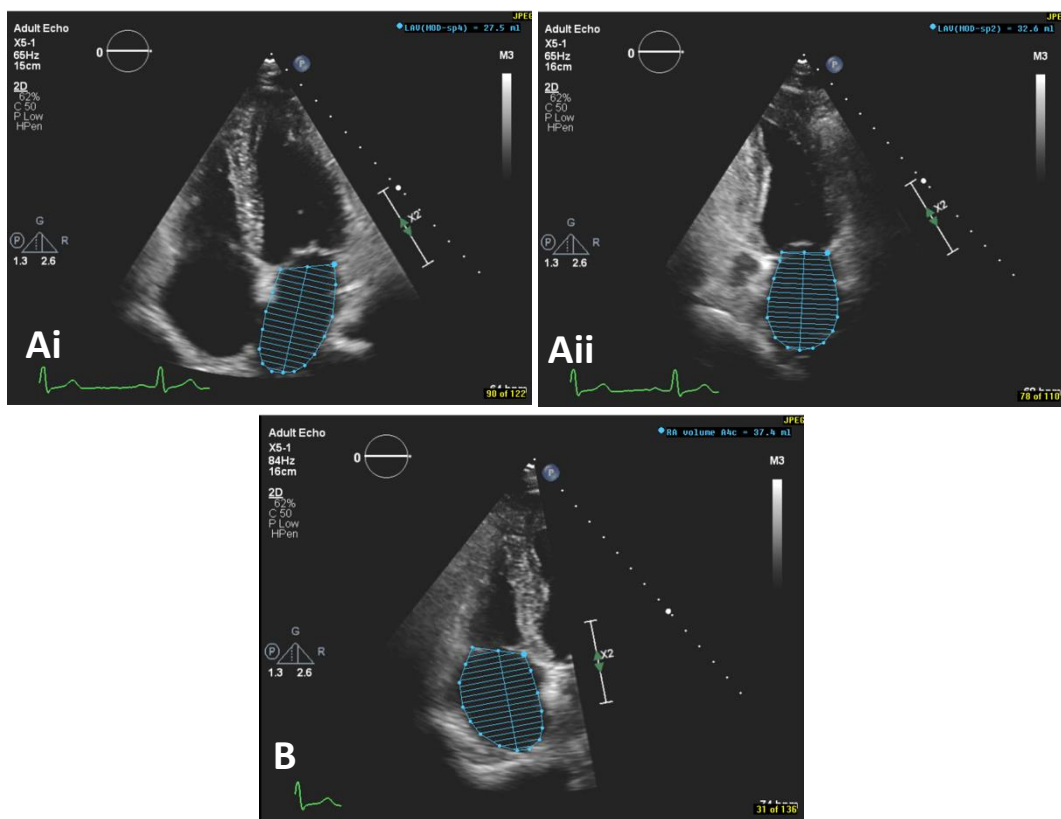 JPEG
Adult Echo
LAV(MOD-sp4) = 27.5 ml
X5-1
65Hz
15cm
0
P
M3
2D
62%
C 50
P Low
HPen
X2
G
P R
1.3 2.6
Ai
90 of 122
JPEG
Adult Echo
LAV(MOD-sp2) = 32.6 ml
X5-1
65Hz
16cm
0
P
M3
2D
62%
C 50
P Low
HPen
X2
G
P R
1.3 2.6
Aii
78 of 110
JPEG
Adult Echo
RA volume A4c = 37.4 ml
X5-1
84Hz
16cm
0
P
M3
2D
62%
C 50
P Low
HPen
X2
G
P R
1.3 2.6
B
31 of 136